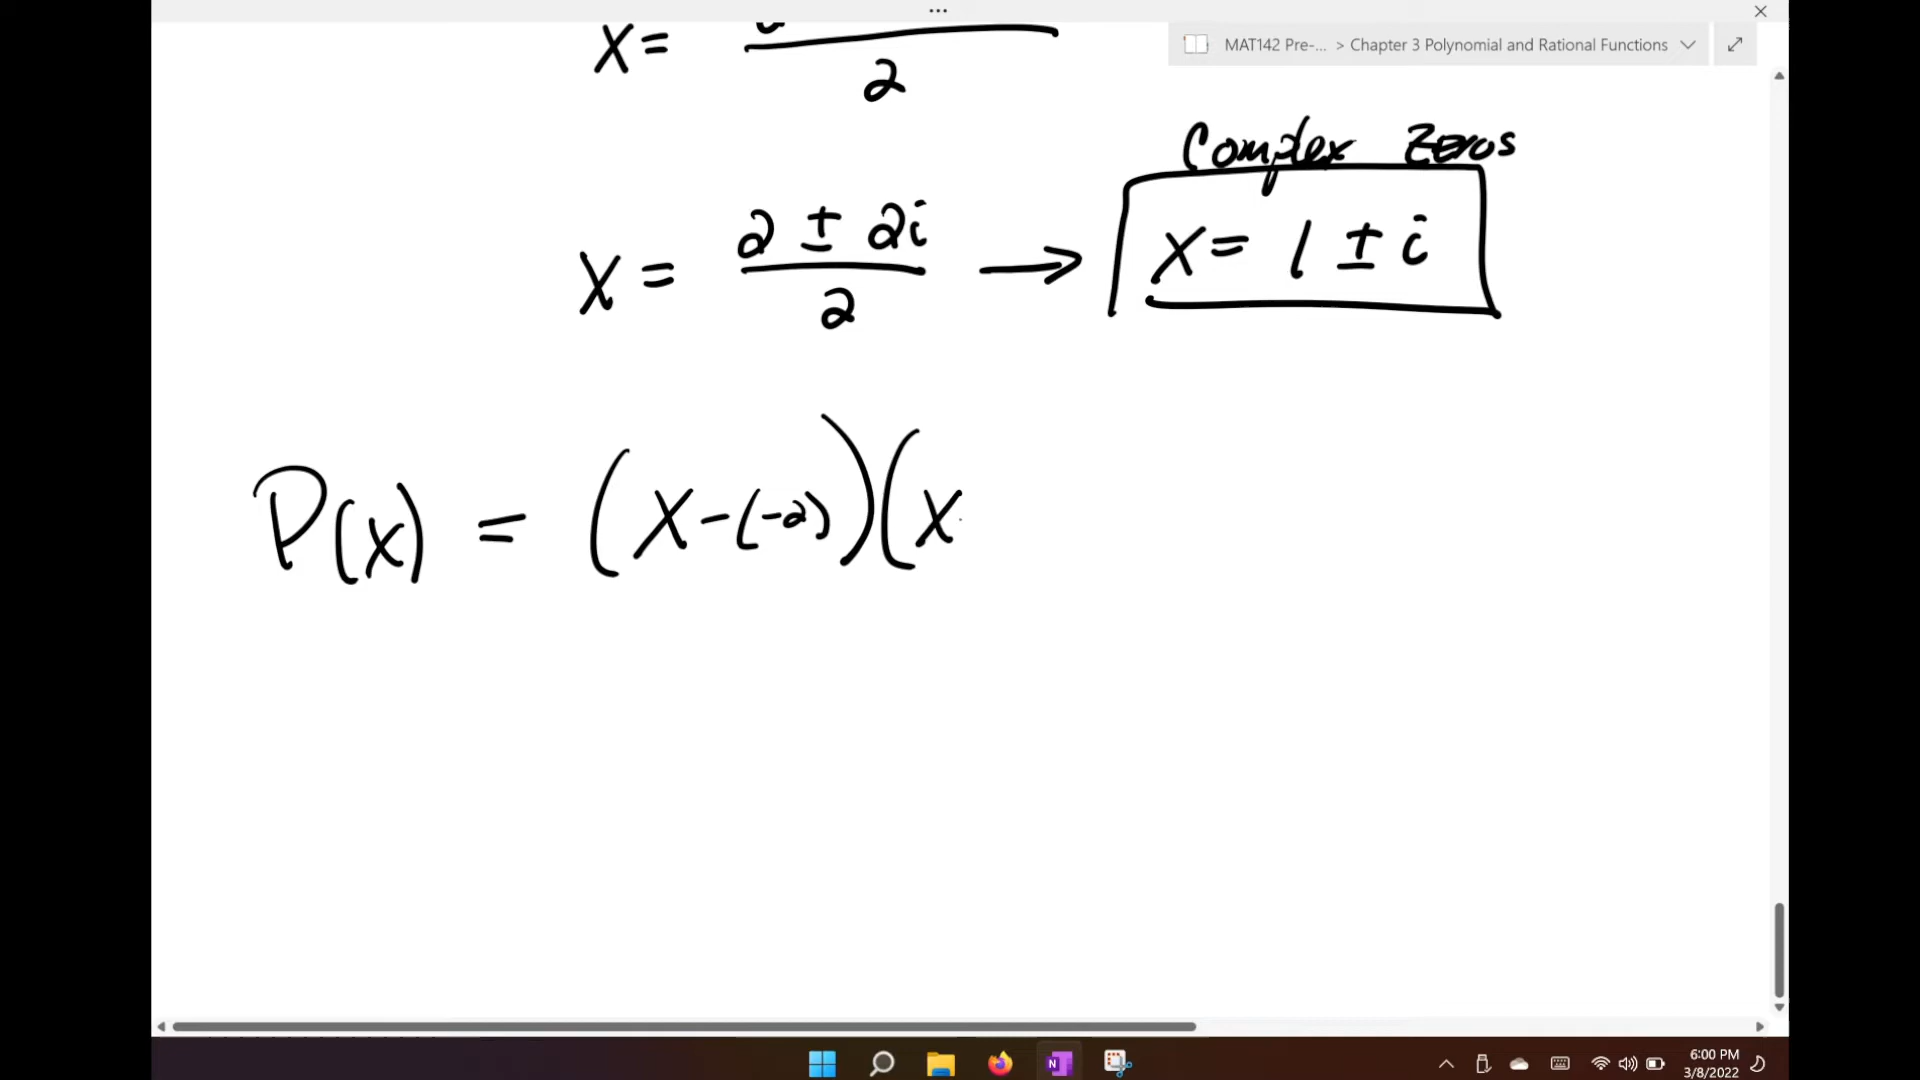 MAT142 Pre-... > Chapter 3 Polynomial and Rational Functions
x=
2
Complex Zeros
x = 2 ± 2i / 2 → x = 1 ± i
P(x) = (x-(-2))(x
6:00 PM
3/8/2022